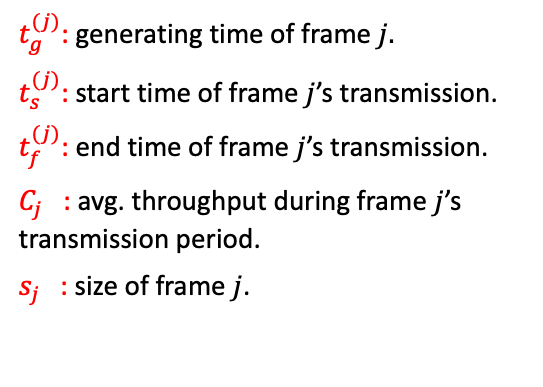 t_g^{(j)}: generating time of frame j.
t_s^{(j)}: start time of frame j’s transmission.
t_f^{(j)}: end time of frame j’s transmission.
C_j : avg. throughput during frame j’s
transmission period.
s_j : size of frame j.